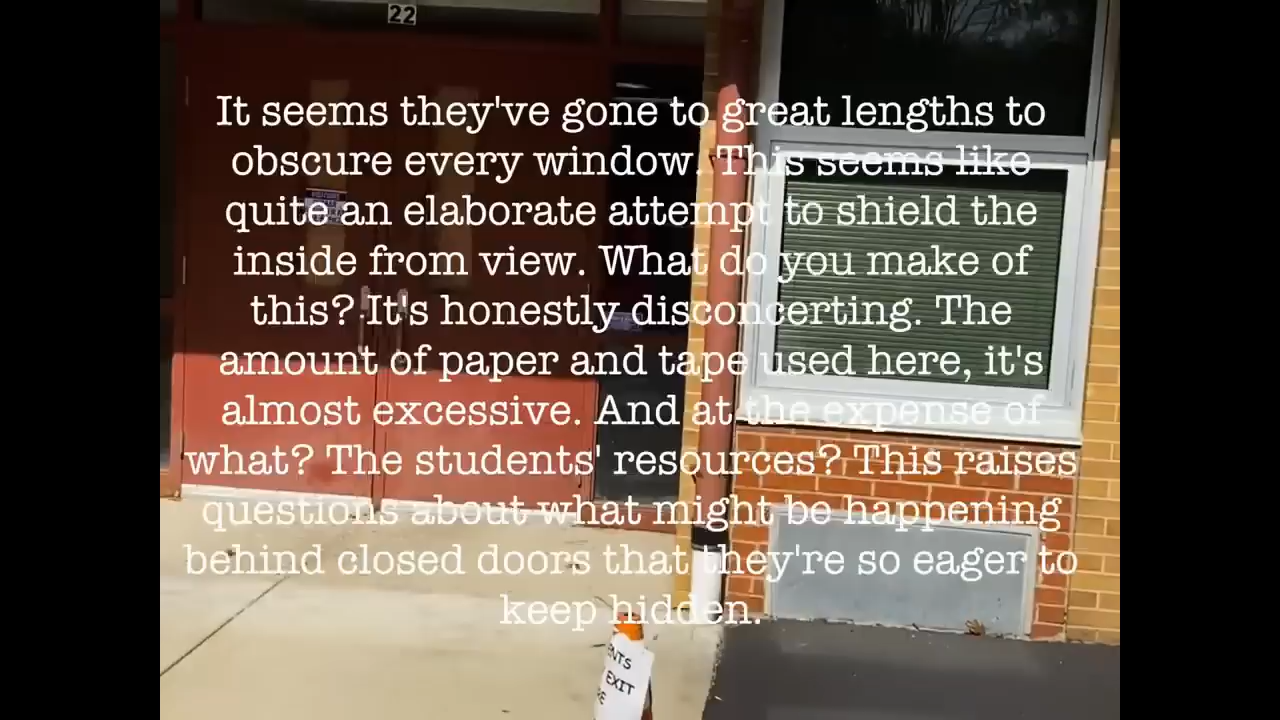 22
It seems they've gone to great lengths to
obscure every window. This seems like
quite an elaborate attempt to shield the
inside from view. What do you make of
this? It's honestly disconcerting. The
amount of paper and tape used here, it's
almost excessive. And at the expense of
what? The students' resources? This raises
questions about what might be happening
behind closed doors that they're so eager to
keep hidden.
ENTS
EXIT
RE